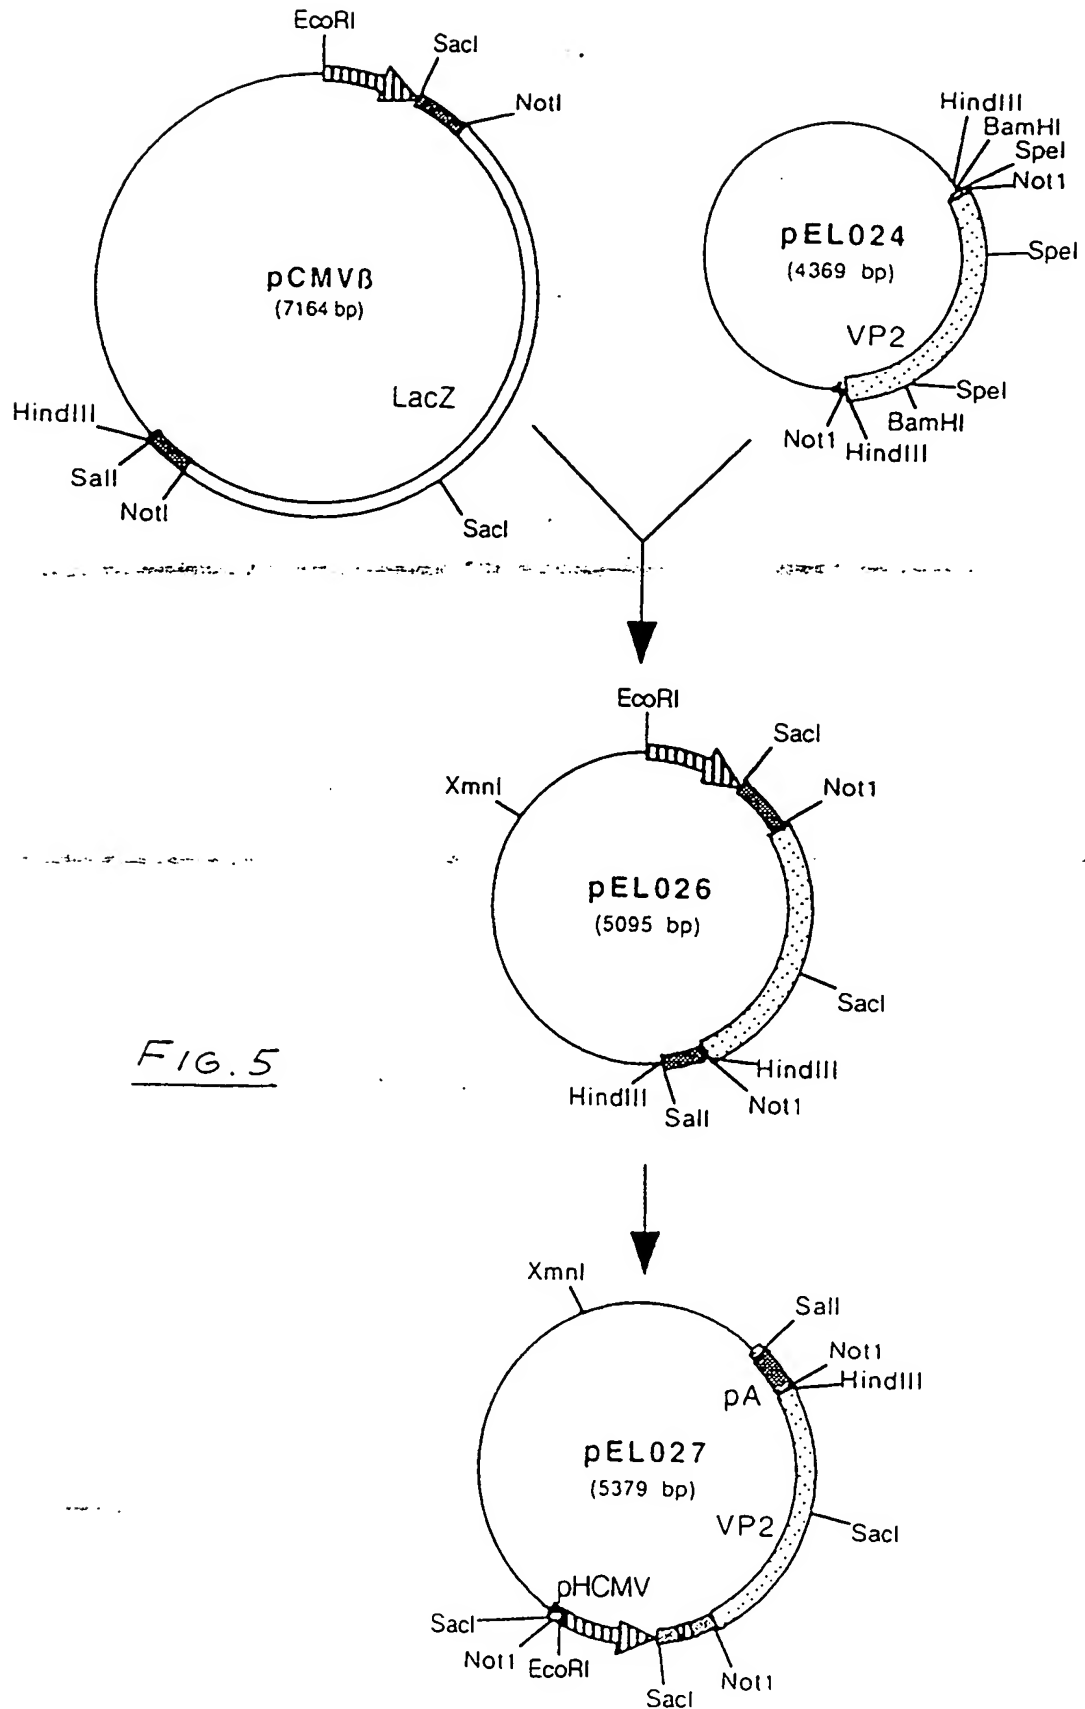 EcoRI
SacI
NotI
pCMVß
(7164 bp)
LacZ
HindIII
SalI
NotI
SacI
HindIII
BamHI
SpeI
Not1
pEL024
(4369 bp)
SpeI
VP2
SpeI
BamHI
Not1
HindIII
EcoRI
SacI
XmnI
Not1
pEL026
(5095 bp)
SacI
FIG. 5
HindIII
HindIII
SalI
Not1
XmnI
SalI
Not1
HindIII
pA
pEL027
(5379 bp)
VP2
SacI
pHCMV
SacI
Not1
EcoRI
SacI
Not1